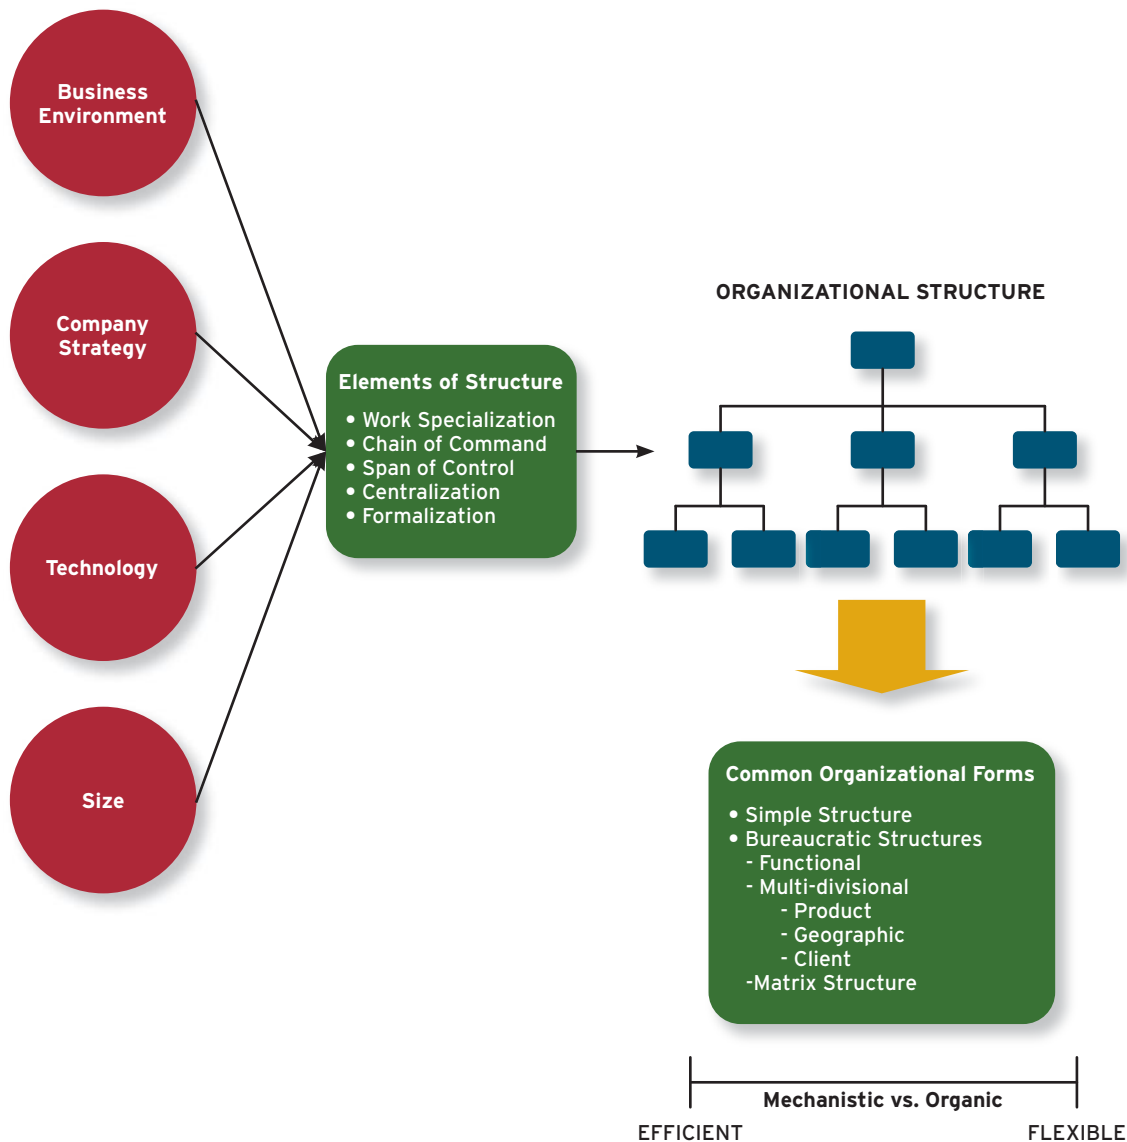 Business
Environment
Company
Strategy
Technology
Size
Elements of Structure
• Work Specialization
• Chain of Command
• Span of Control
• Centralization
• Formalization
ORGANIZATIONAL STRUCTURE
Common Organizational Forms
• Simple Structure
• Bureaucratic Structures
- Functional
- Multi-divisional
- Product
- Geographic
- Client
-Matrix Structure
Mechanistic vs. Organic
EFFICIENT
FLEXIBLE